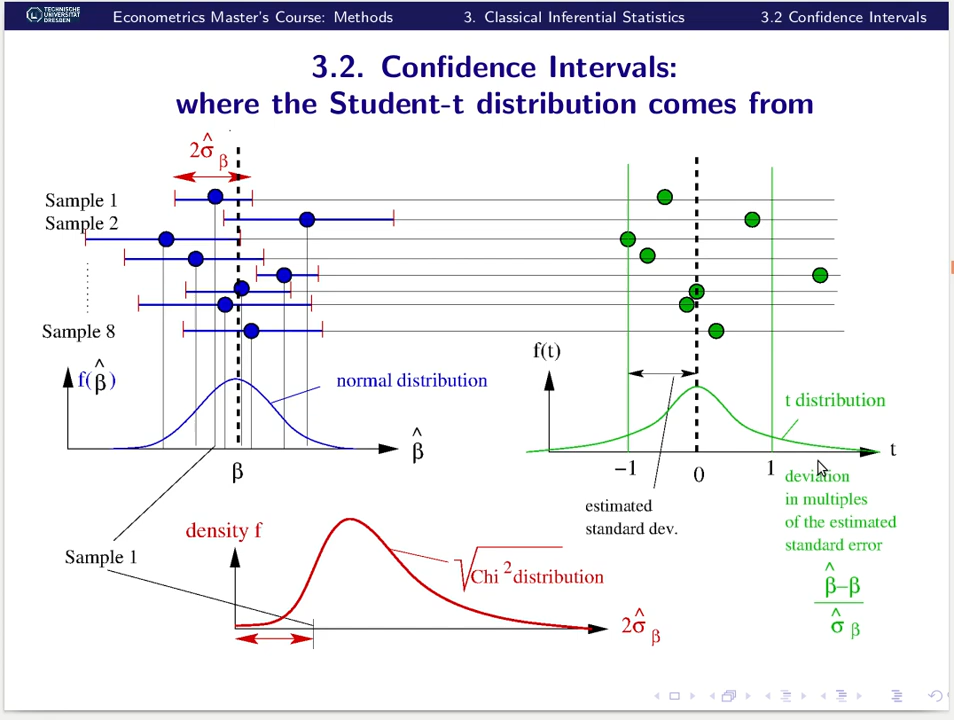 TECHNISCHE
UNIVERSITÄT
DRESDEN
Econometrics Master's Course: Methods
3. Classical Inferential Statistics
3.2 Confidence Intervals
3.2. Confidence Intervals:
where the Student-t distribution comes from
2σ̂ β
Sample 1
Sample 2
Sample 8
f(β̂)
normal distribution
β̂
β
f(t)
t distribution
t
−1
0
1
deviation
in multiples
of the estimated
standard error
β̂−β
σ̂ β
estimated
standard dev.
Sample 1
density f
√Chi ² distribution
2σ̂ β